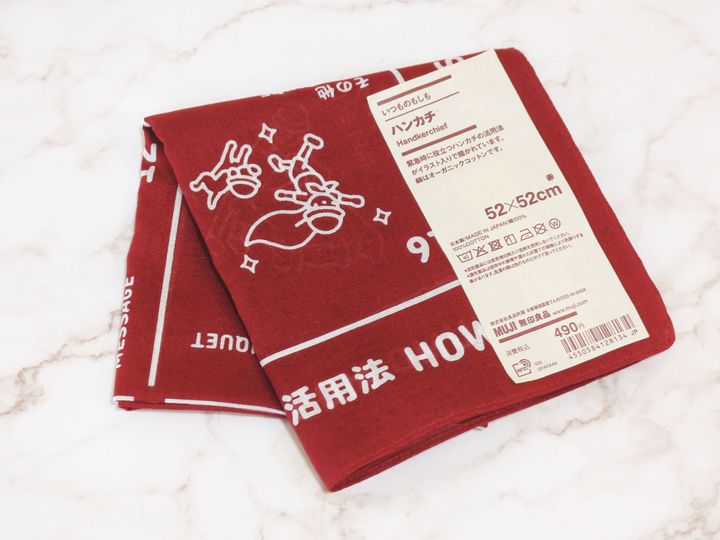 その他
いつものもしも
ハンカチ
Handkerchief
緊急時に役立つハンカチの活用法
がイラスト入りで描かれています。
綿はオーガニックコットンです。
赤
52×52cm
日本製/MADE IN JAPAN/綿100%
100%COTTON
株式会社良品計画
MUJI 無印良品 www.muji.com
490円
消費税込
4550584128134 JP
MESSAGE
QUET
活用法 HOW